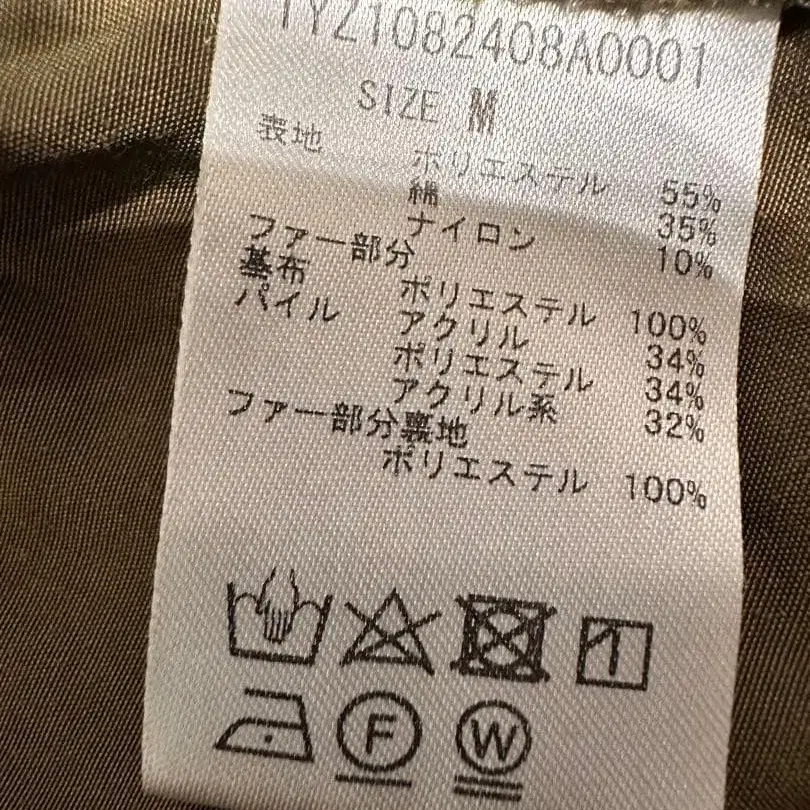 TYZ1082408A0001
SIZE M
表地 ポリエステル 55%
綿 35%
ナイロン 10%
ファー部分
基布 ポリエステル 100%
パイル アクリル 34%
ポリエステル 34%
アクリル系 32%
ファー部分裏地
ポリエステル 100%
F W